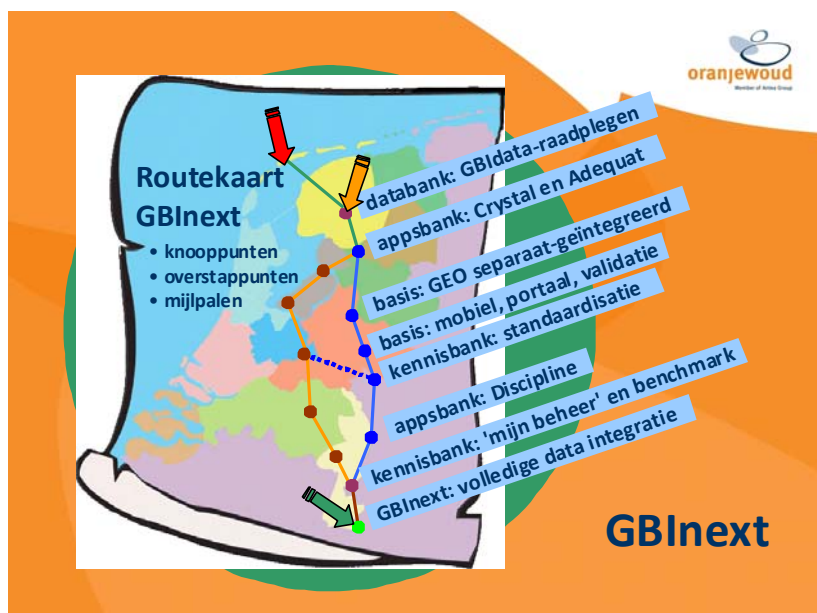 oranjewoud
Member of Antea Group
Routekaart
GBInext
• knooppunten
• overstappunten
• mijlpalen
databank: GBIdata-raadplegen
appsbank: Crystal en Adequat
basis: GEO separaat-geïntegreerd
basis: mobiel, portaal, validatie
kennisbank: standaardisatie
appsbank: Discipline
kennisbank: 'mijn beheer' en benchmark
GBInext: volledige data integratie
GBInext